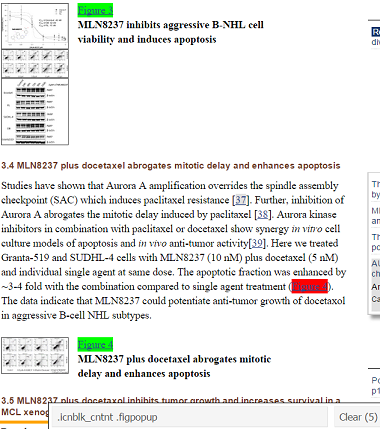 Figure 3
MLN8237 inhibits aggressive B-NHL cell
viability and induces apoptosis
3.4 MLN8237 plus docetaxel abrogates mitotic delay and enhances apoptosis
Studies have shown that Aurora A amplification overrides the spindle assembly
checkpoint (SAC) which induces paclitaxel resistance [37]. Further, inhibition of
Aurora A abrogates the mitotic delay induced by paclitaxel [38]. Aurora kinase
inhibitors in combination with paclitaxel or docetaxel show synergy in vitro cell
culture models of apoptosis and in vivo anti-tumor activity[39]. Here we treated
Granta-519 and SUDHL-4 cells with MLN8237 (10 nM) plus docetaxel (5 nM)
and individual single agent at same dose. The apoptotic fraction was enhanced by
~3-4 fold with the combination compared to single agent treatment ( ).
The data indicate that MLN8237 could potentiate anti-tumor growth of docetaxel
in aggressive B-cell NHL subtypes.
Figure 4
MLN8237 plus docetaxel abrogates mitotic
delay and enhances apoptosis
3.5 MLN8237 plus docetaxel inhibits tumor growth and increases survival in a
MCL xenog
.icnblk_cntnt .figpopup
Clear (5)